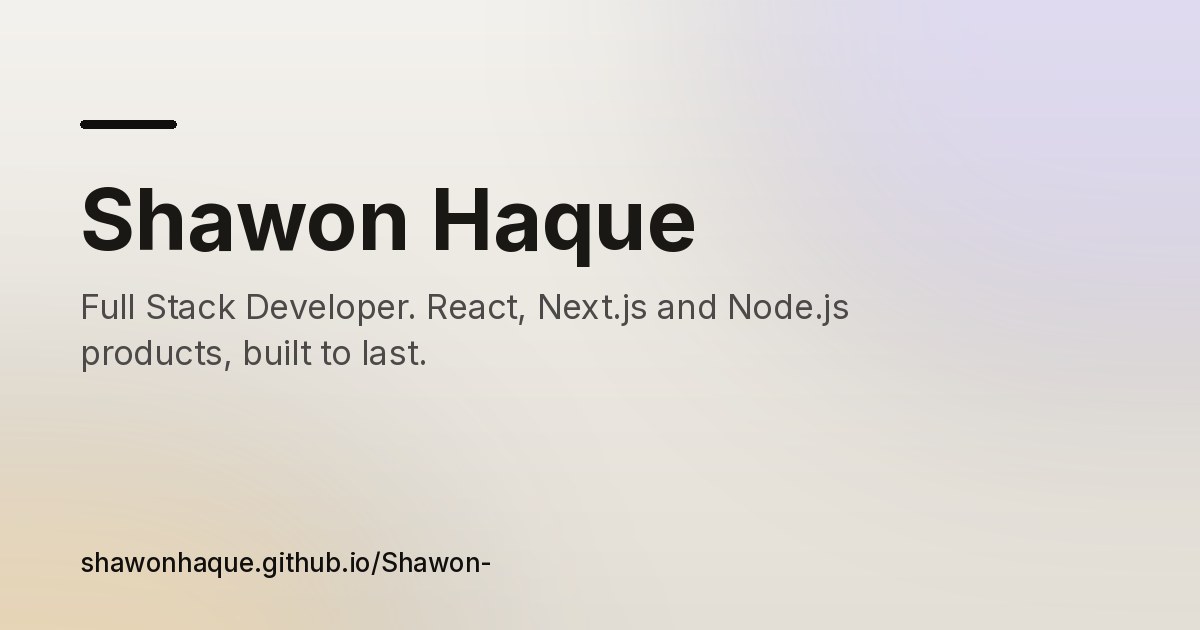 Shawon Haque
Full Stack Developer. React, Next.js and Node.js
products, built to last.
shawonhaque.github.io/Shawon-